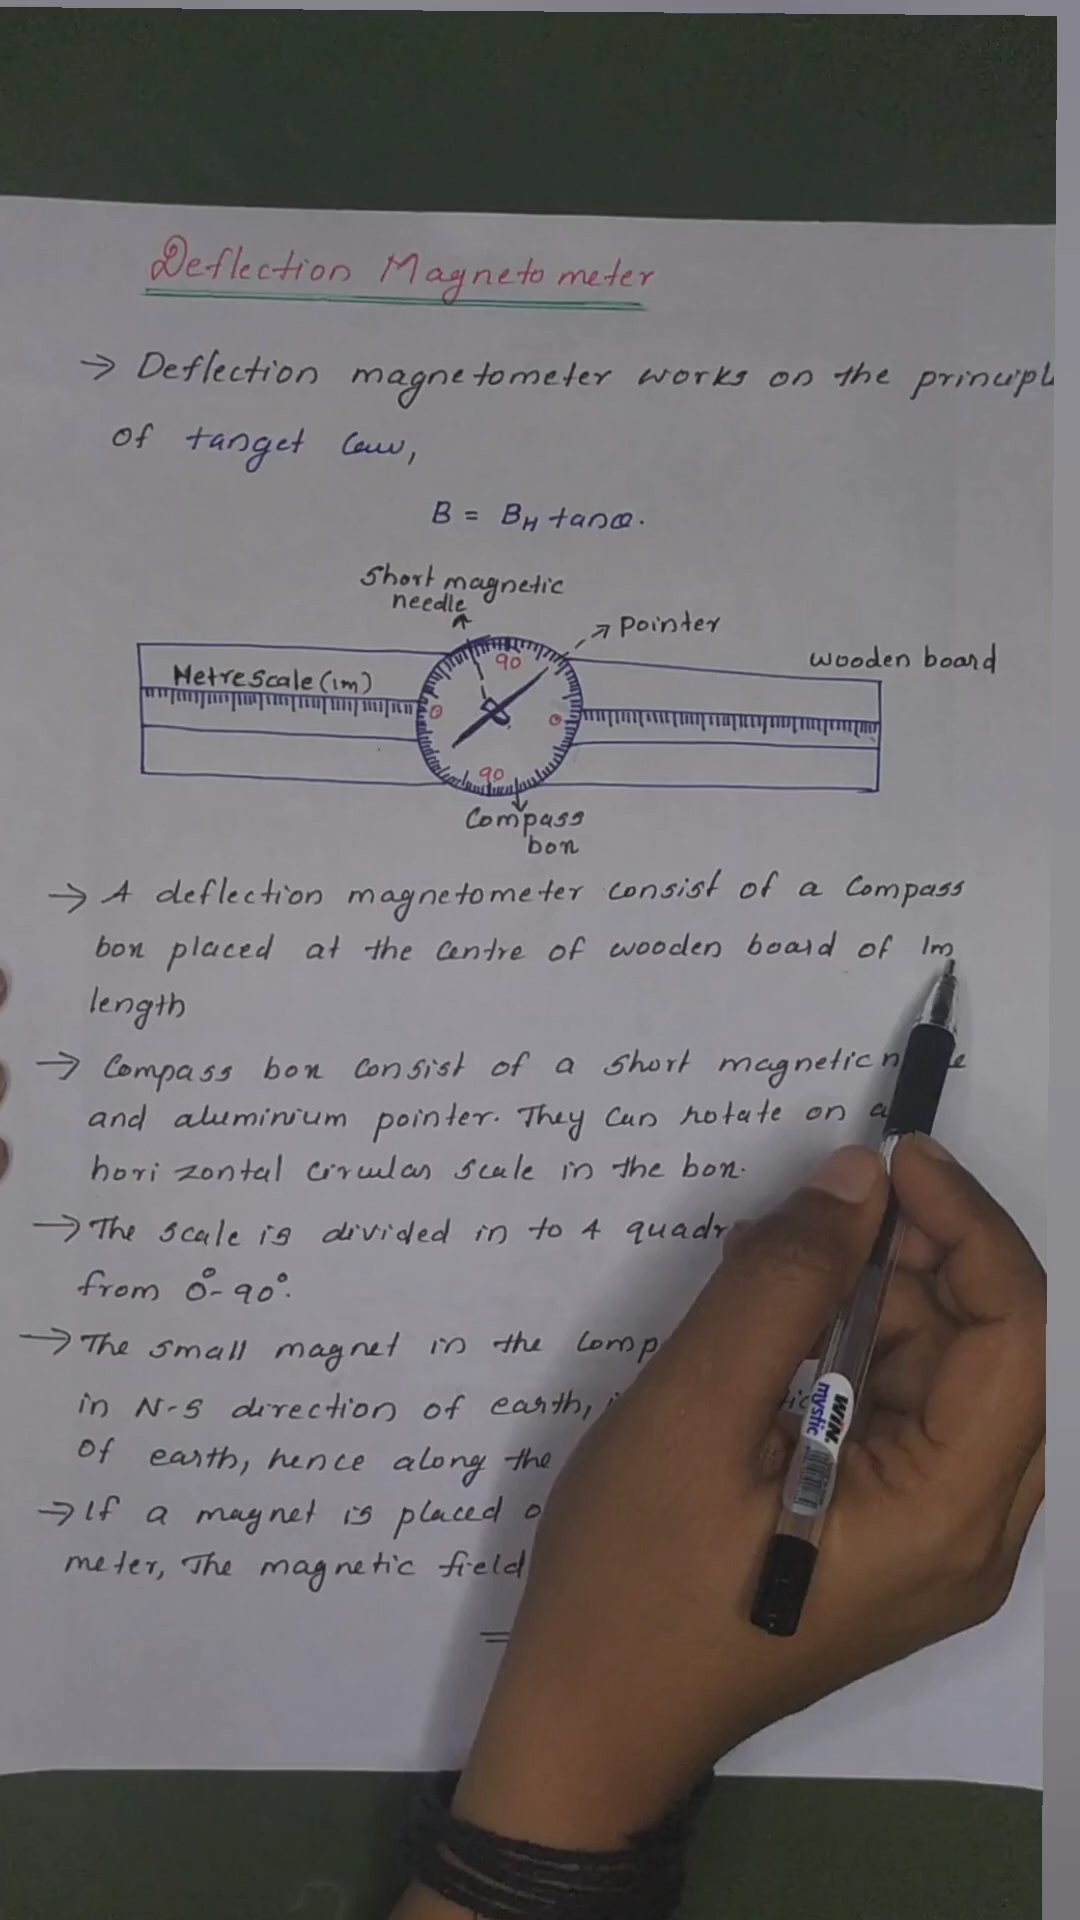 Deflection Magneto meter
→ Deflection magnetometer works on the principl
of tanget law,
B = BH tanθ.
Short magnetic
needle
pointer
wooden board
Metre scale (1m)
90
0
0
90
Compass
box
→ A deflection magnetometer consist of a Compass
box placed at the centre of wooden board of 1m
length
→ Compass box consist of a short magnetic
and aluminium pointer. They can rotate on a
hori zontal circular scale in the box.
→ The scale is divided in to 4 quadr
from 0°-90°.
→ The small magnet in the comp
in N-S direction of earth,
of earth, hence along the
→ If a magnet is placed
meter, The magnetic field
=
WIN
mystic